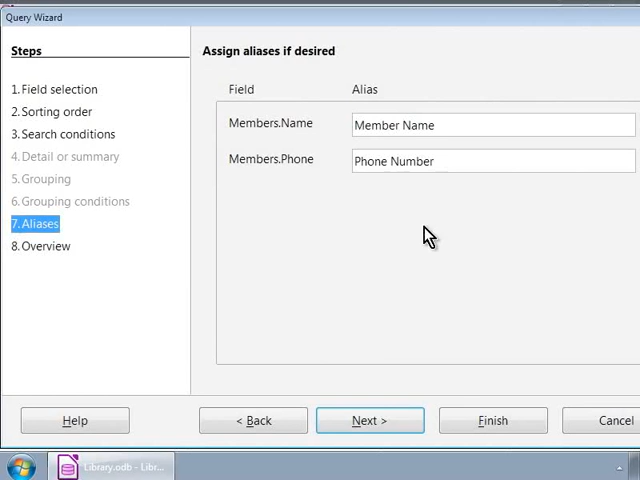 Query Wizard
Steps
Assign aliases if desired
1. Field selection
2. Sorting order
3. Search conditions
4. Detail or summary
5. Grouping
6. Grouping conditions
7. Aliases
8. Overview
Field Alias
Members.Name Member Name
Members.Phone Phone Number
Help < Back Next > Finish Cancel
Library.odb - Libr...